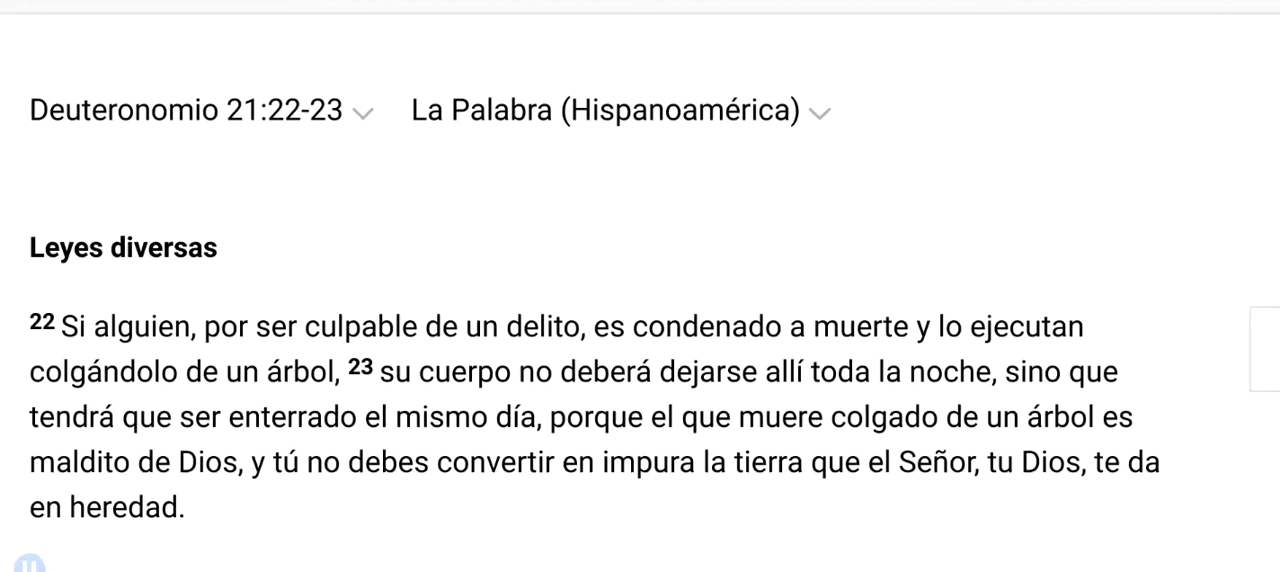 Deuteronomio 21:22-23 La Palabra (Hispanoamérica)
Leyes diversas
22 Si alguien, por ser culpable de un delito, es condenado a muerte y lo ejecutan
colgándolo de un árbol, 23 su cuerpo no deberá dejarse allí toda la noche, sino que
tendrá que ser enterrado el mismo día, porque el que muere colgado de un árbol es
maldito de Dios, y tú no debes convertir en impura la tierra que el Señor, tu Dios, te da
en heredad.